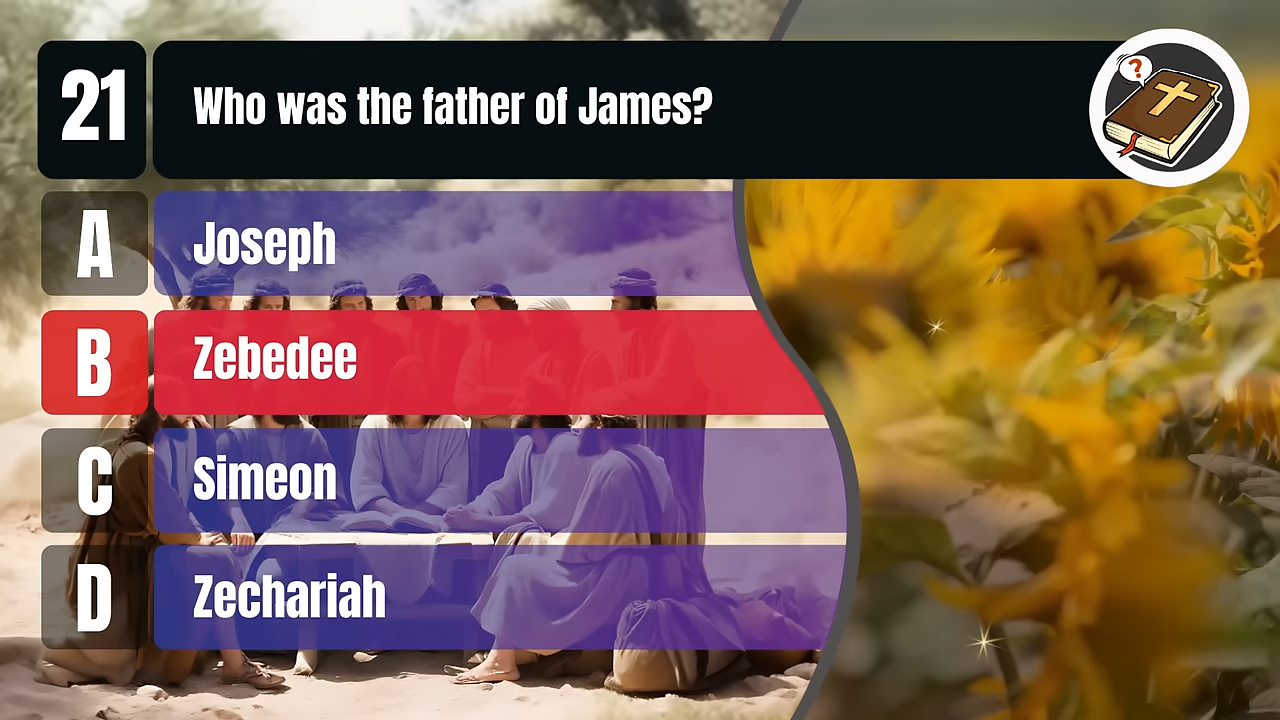 21
Who was the father of James?
?
A
Joseph
B
Zebedee
C
Simeon
D
Zechariah